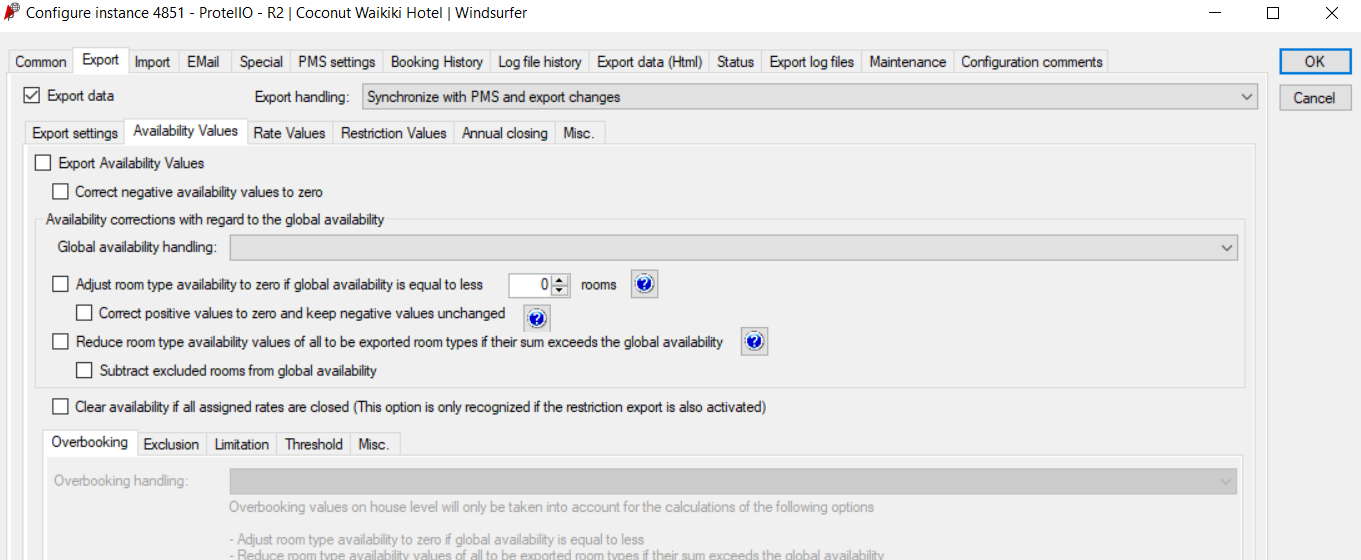 Configure instance 4851 - ProtelIO - R2 | Coconut Waikiki Hotel | Windsurfer
Common Export Import EMail Special PMS settings Booking History Log file history Export data (Html) Status Export log files Maintenance Configuration comments
OK
Export data Export handling: Synchronize with PMS and export changes
Cancel
Export settings Availability Values Rate Values Restriction Values Annual closing Misc.
Export Availability Values
Correct negative availability values to zero
Availability corrections with regard to the global availability
Global availability handling:
Adjust room type availability to zero if global availability is equal to less 0 rooms
Correct positive values to zero and keep negative values unchanged
Reduce room type availability values of all to be exported room types if their sum exceeds the global availability
Subtract excluded rooms from global availability
Clear availability if all assigned rates are closed (This option is only recognized if the restriction export is also activated)
Overbooking Exclusion Limitation Threshold Misc.
Overbooking handling:
Overbooking values on house level will only be taken into account for the calculations of the following options
- Adjust room type availability to zero if global availability is equal to less
- Reduce room type availability values of all to be exported room types if their sum exceeds the global availability